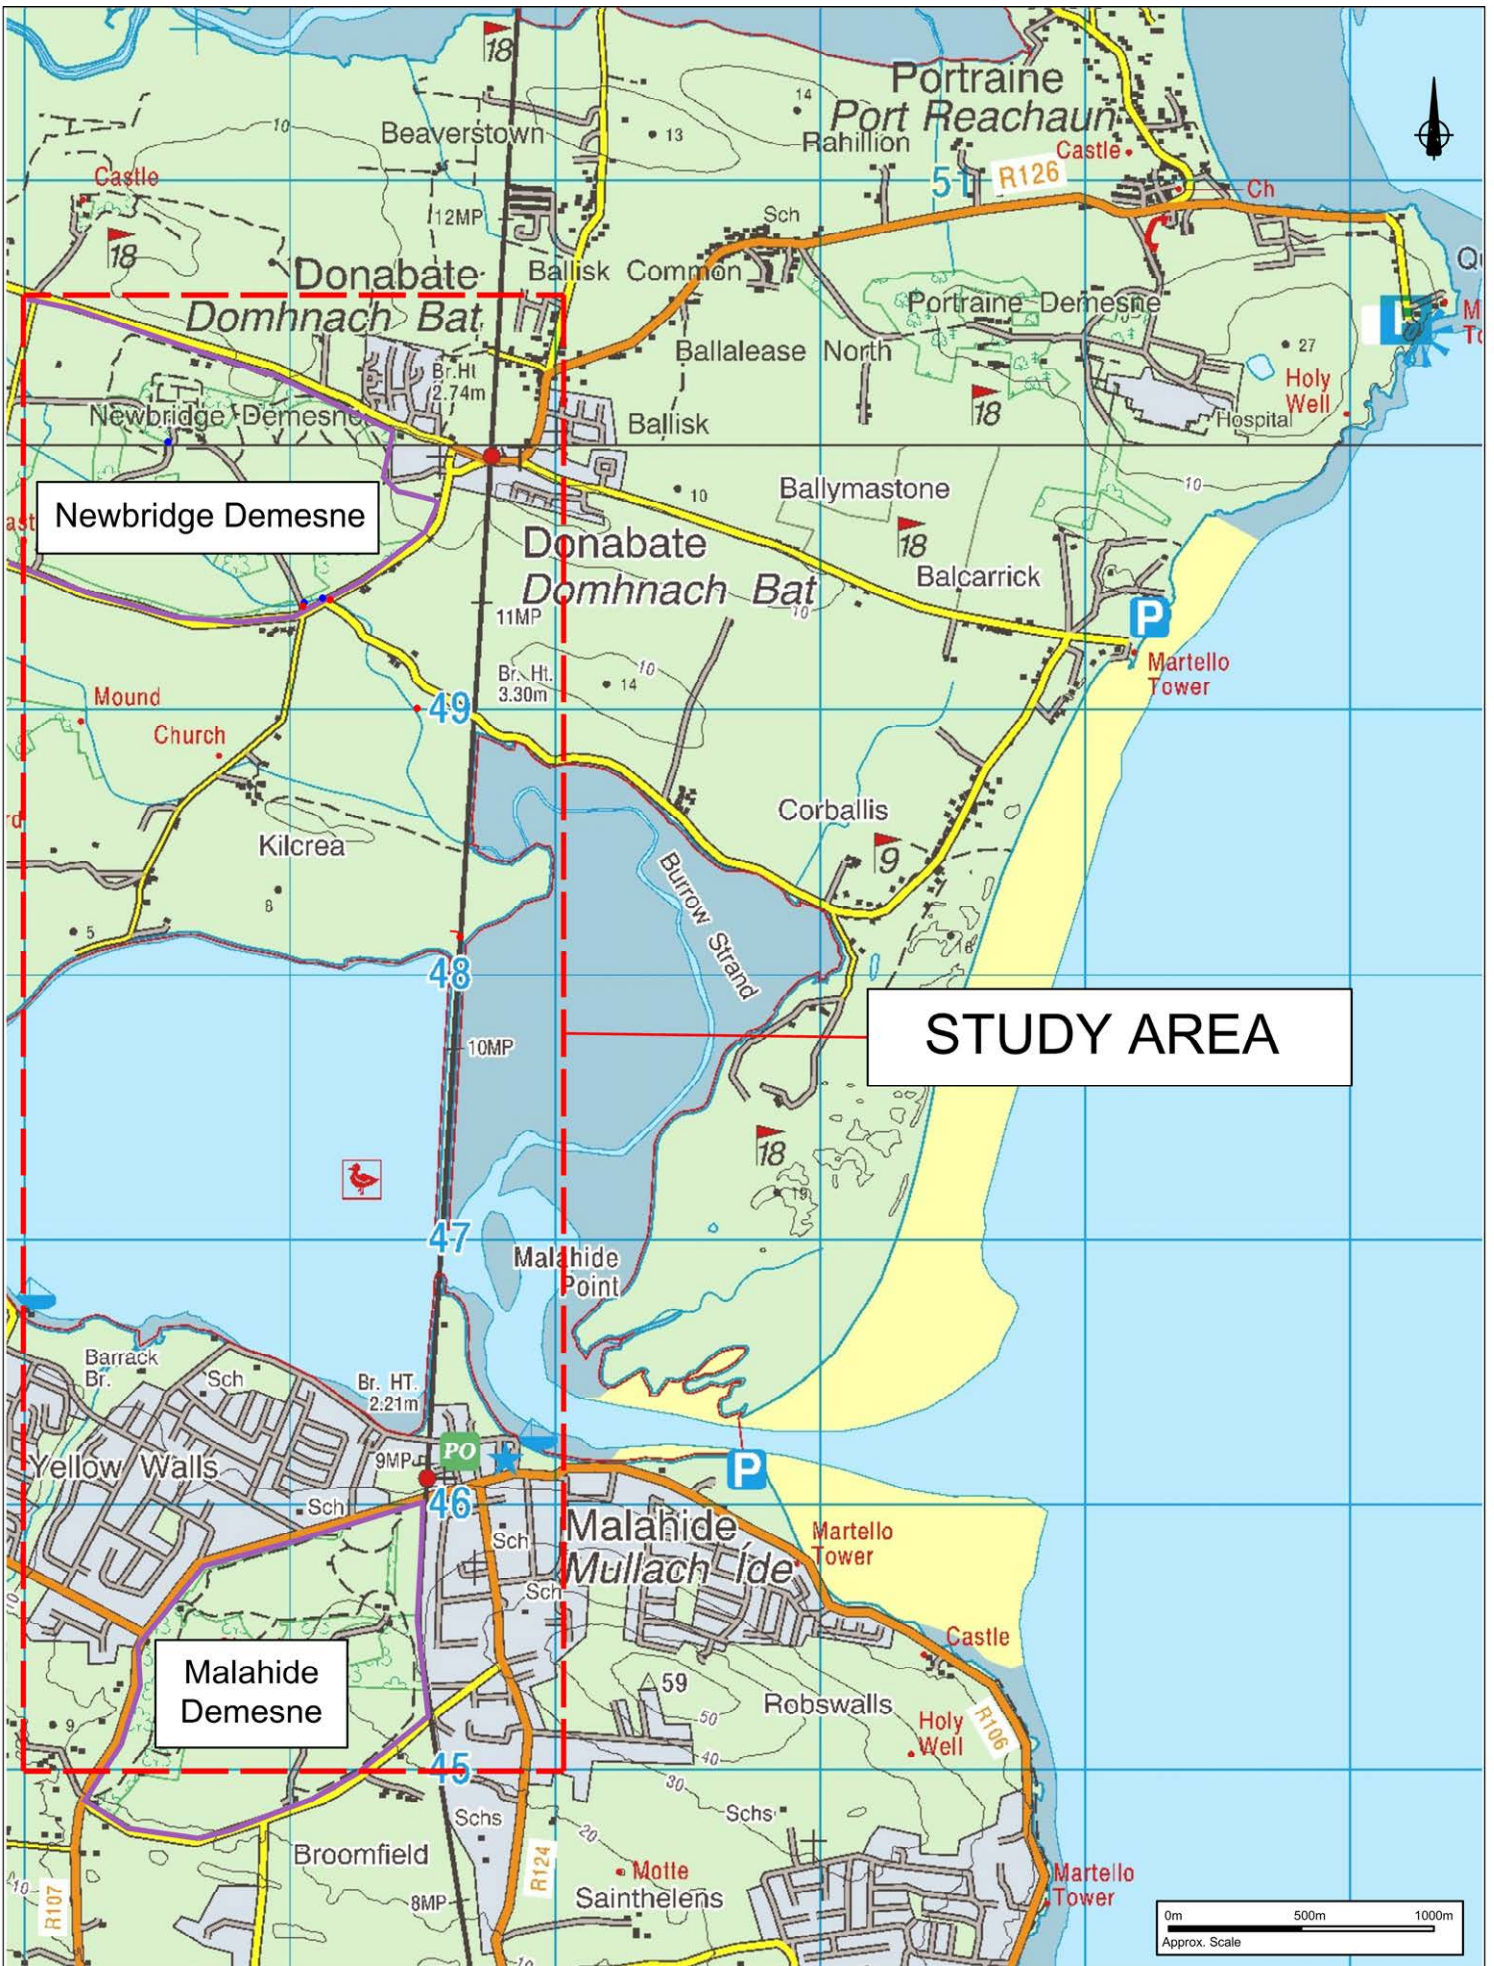 18
Portraine
Port Reachaun
14
Beaverstown
13
Rahillion
Castle
10
51
R126
Castle
Ch
12MP
Sch
18
Donabate
Domhnach Bat
Ballisk Common
Portraine Demesne
Br.Ht
2.74m
Ballalease North
27
18
Holy
Well
Newbridge Demesne
Ballisk
Hospital
Newbridge Demesne
10
Ballymastone
10
18
Donabate
Domhnach Bat
Balcarrick
10
P
11MP
Martello
Tower
Br. Ht.
3.30m
10
14
Mound
49
Church
Corballis
Kilcrea
9
Burrow Strand
8
5
16
48
STUDY AREA
10MP
18
19
47
Malahide
Point
Barrack
Br.
Sch
Br. HT.
2.21m
Yellow Walls
9MP
PO
P
Sch
46
Sch
Malahide
Mullach Íde
Martello
Tower
Sch
10
Castle
Malahide
Demesne
59
Robswalls
50
9
Holy
Well
R106
40
45
30
Schs
Schs
20
Broomfield
R124
Motte
Sainthelens
Martello
Tower
10
R107
8MP
10
0m 500m 1000m
Approx. Scale